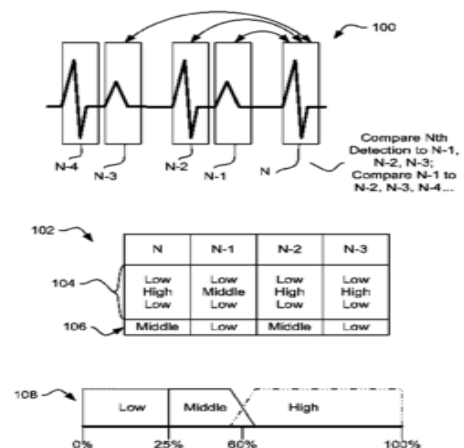 100
N-4
N-3
N-2
N-1
N
Compare Nth
Detection to N-1,
N-2, N-3;
Compare N-1 to
N-2, N-3, N-4...
102
N N-1 N-2 N-3
104
Low Low Low Low
High Middle High High
Low Low Low Low
106
Middle Low Middle Low
108
Low Middle High
0% 25% 60% 100%